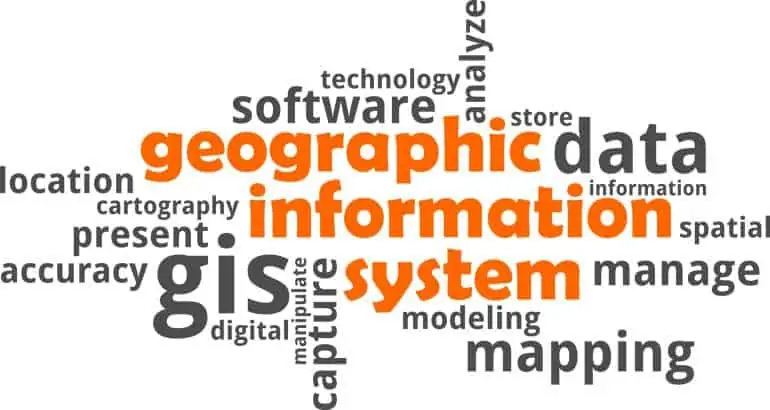 analyze
technology
software
store
geographic
data
location
information
cartography
information
spatial
present
accuracy
gis
system
manage
manipulate
capture
digital
modeling
mapping